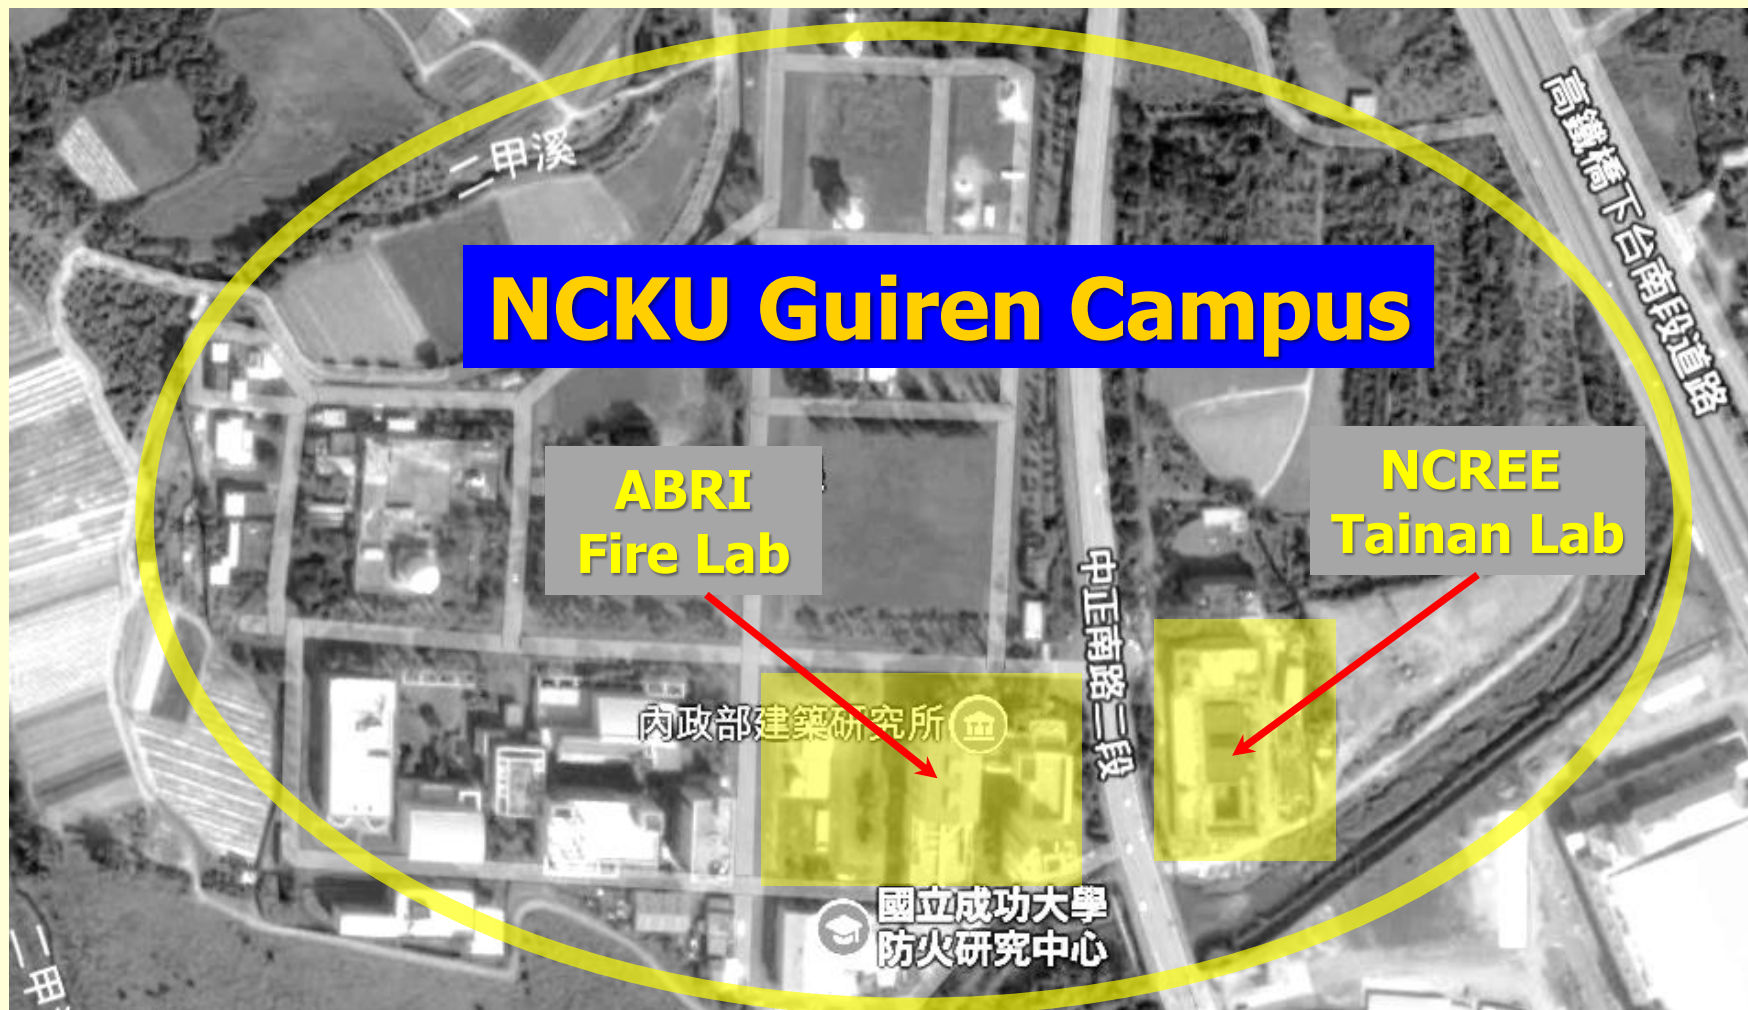 二甲溪
高鐵橋下台南段道路
NCKU Guiren Campus
ABRI
Fire Lab
NCREE
Tainan Lab
中正南路二段
內政部建築研究所
國立成功大學
防火研究中心
二甲